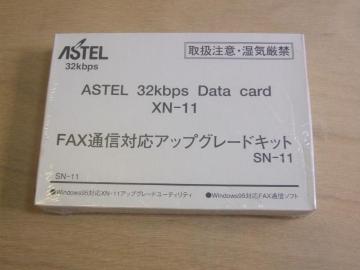 ASTEL
32kbps
取扱注意・湿気厳禁
ASTEL 32kbps Data card
XN-11
FAX通信対応アップグレードキット
SN-11
SN-11
●Windows95対応XN-11アップグレードユーティリティ
●Windows95対応FAX通信ソフト